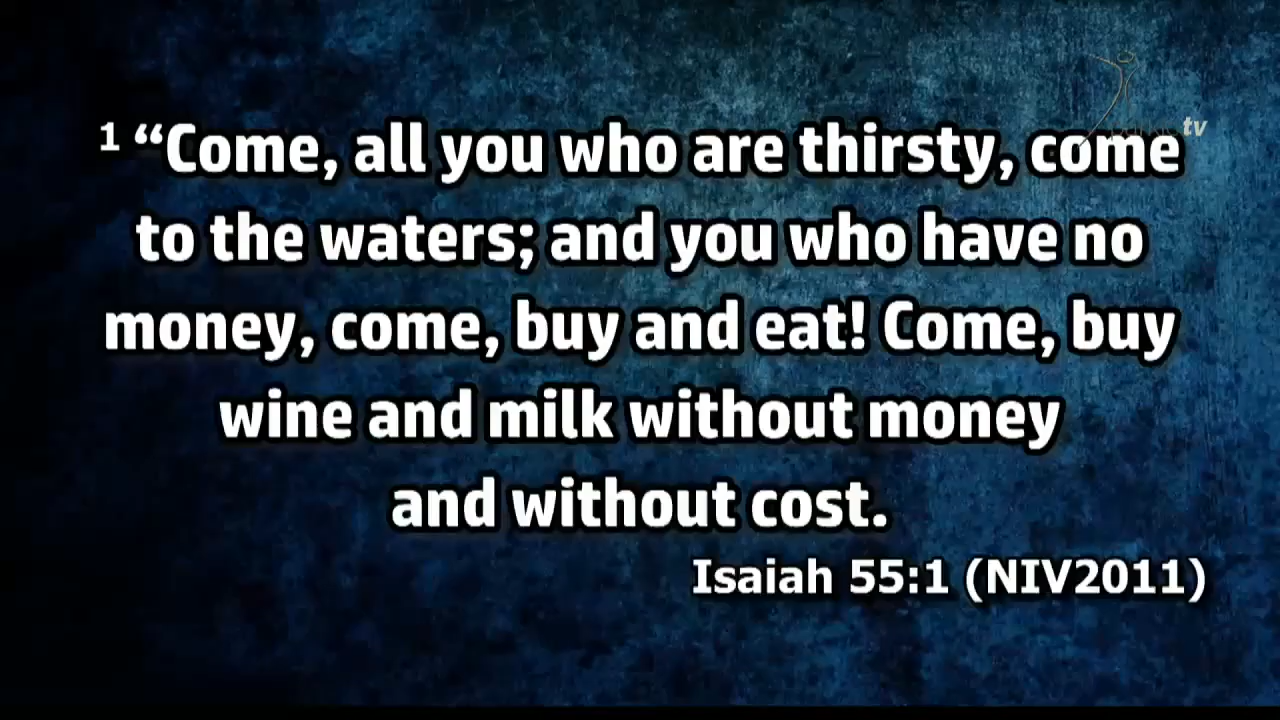 1 “Come, all you who are thirsty, come
to the waters; and you who have no
money, come, buy and eat! Come, buy
wine and milk without money
and without cost.
Isaiah 55:1 (NIV2011)
tv